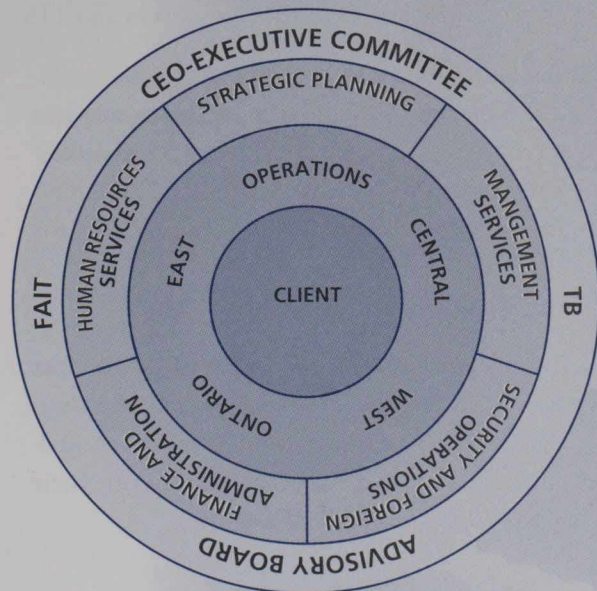 CEO-EXECUTIVE COMMITTEE
STRATEGIC PLANNING
HUMAN RESOURCES
SERVICES
MANGEMENT
SERVICES
OPERATIONS
EAST
CENTRAL
CLIENT
FAIT
TB
ONTARIO
WEST
FINANCE AND
ADMINISTRATION
SECURITY AND FOREIGN
OPERATIONS
ADVISORY BOARD